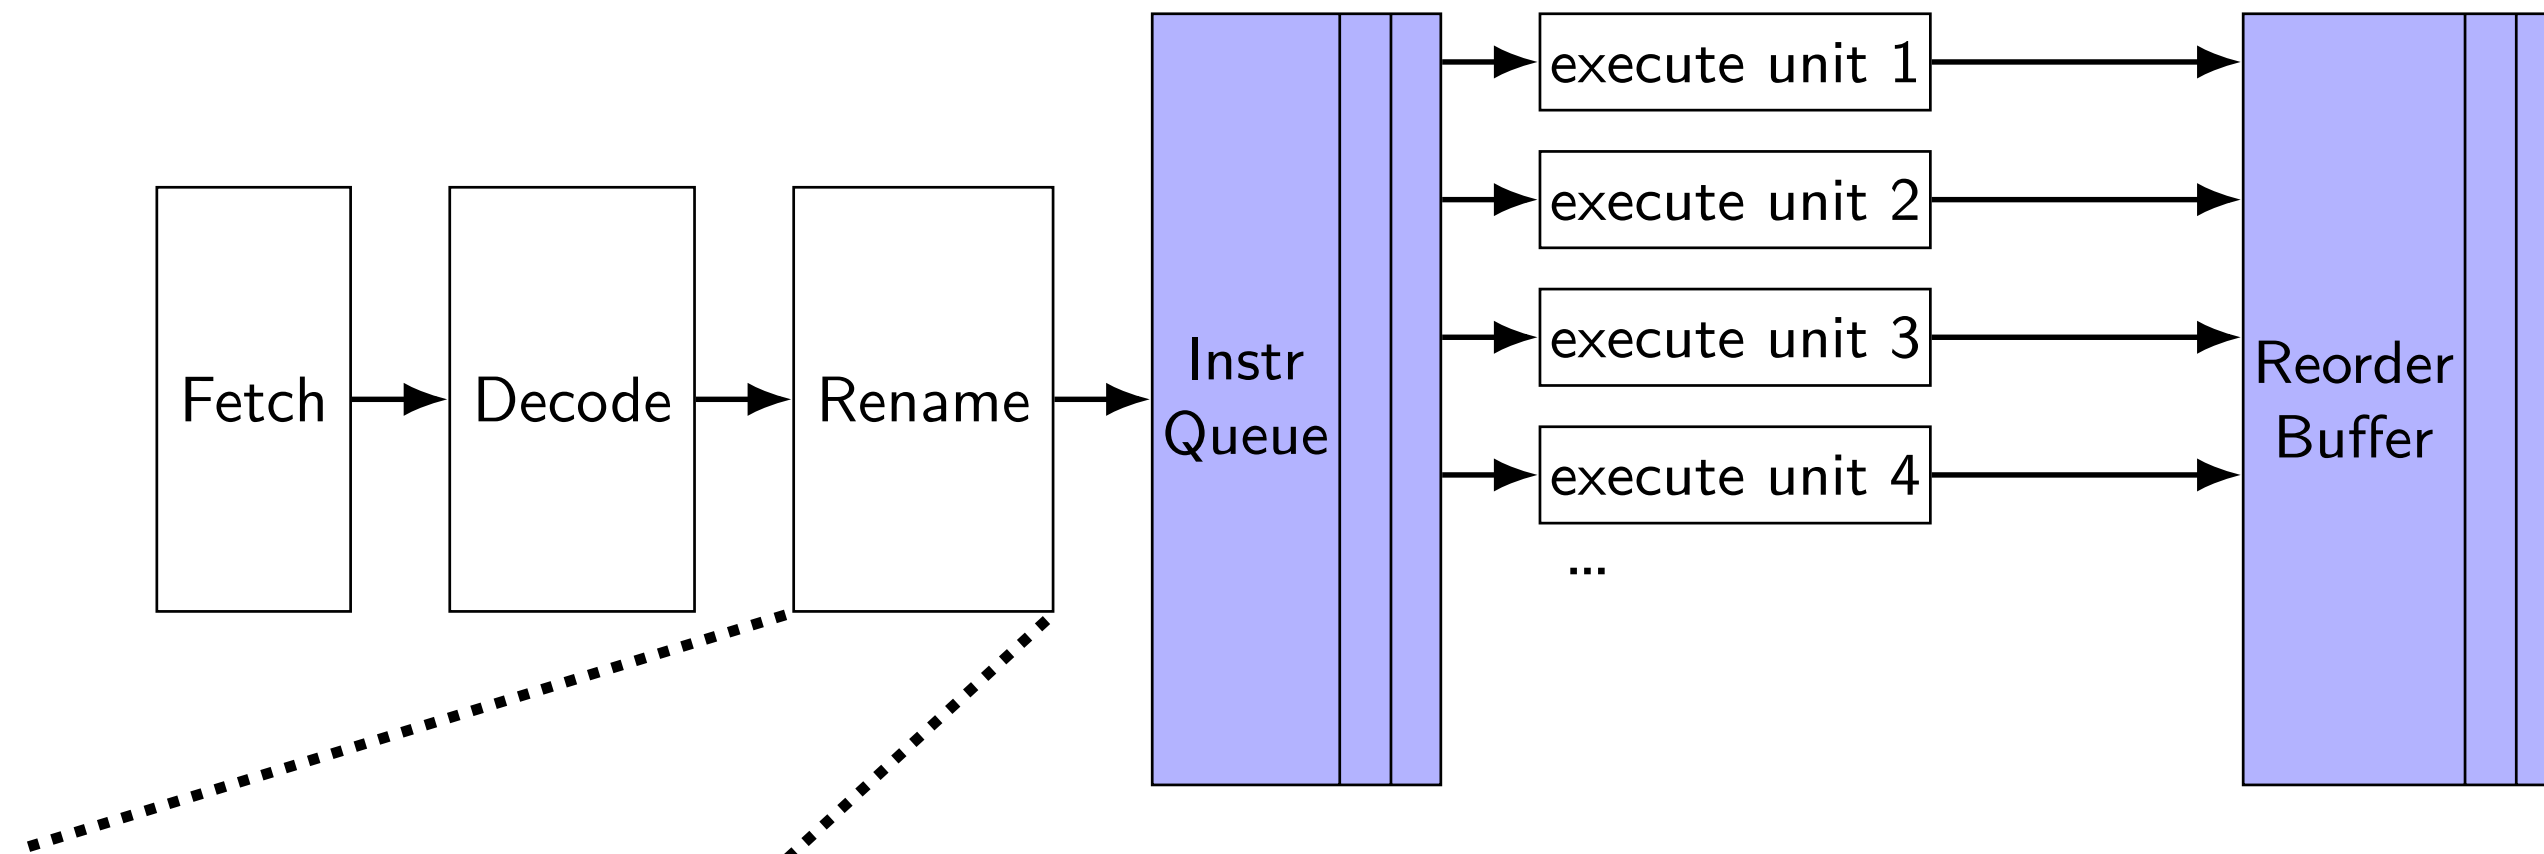 Fetch
Decode
Rename
Instr
Queue
execute unit 1
execute unit 2
execute unit 3
execute unit 4
...
Reorder
Buffer